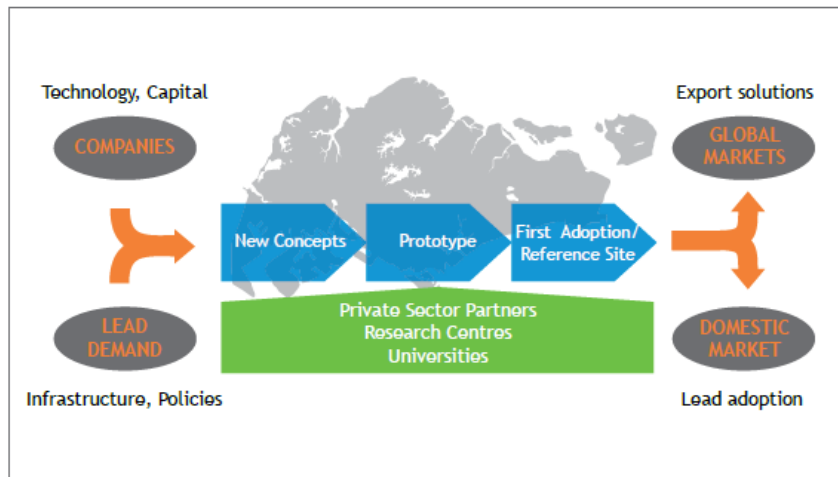 Technology, Capital
COMPANIES
LEAD
DEMAND
Infrastructure, Policies
New Concepts
Prototype
First Adoption/
Reference Site
Private Sector Partners
Research Centres
Universities
Export solutions
GLOBAL
MARKETS
DOMESTIC
MARKET
Lead adoption